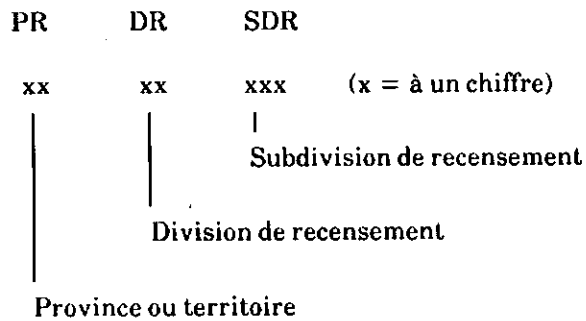 PR DR SDR
xx xx xxx (x = à un chiffre)
Subdivision de recensement
Division de recensement
Province ou territoire